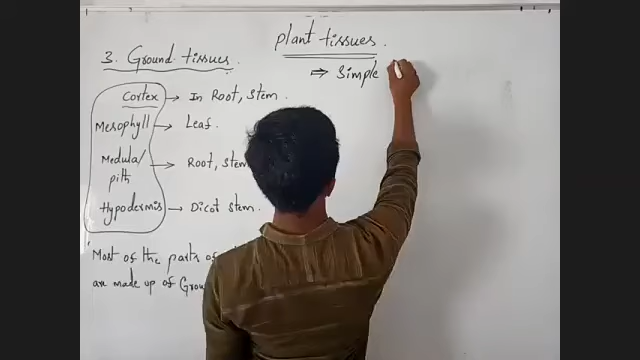 plant tissues.
⇒ Simple
3. Ground tissues.
Cortex → In Root, Stem.
Mesophyll → Leaf.
Medula/ → Root, Stem
pith
Hypodermis → Dicot Stem.
Most of the parts of
are made up of